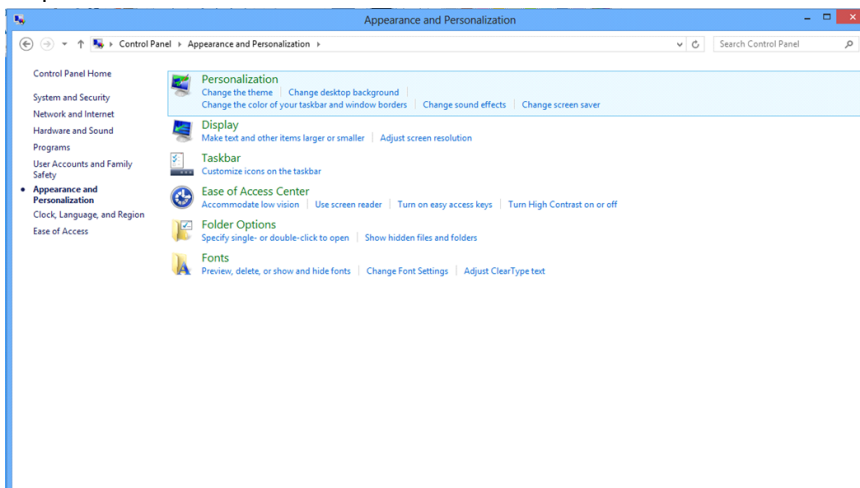 Appearance and Personalization
Control Panel Appearance and Personalization
Search Control Panel
Control Panel Home
System and Security
Network and Internet
Hardware and Sound
Programs
User Accounts and Family
Safety
Appearance and
Personalization
Clock, Language, and Region
Ease of Access
Personalization
Change the theme Change desktop background
Change the color of your taskbar and window borders Change sound effects Change screen saver
Display
Make text and other items larger or smaller Adjust screen resolution
Taskbar
Customize icons on the taskbar
Ease of Access Center
Accommodate low vision Use screen reader Turn on easy access keys Turn High Contrast on or off
Folder Options
Specify single- or double-click to open Show hidden files and folders
Fonts
Preview, delete, or show and hide fonts Change Font Settings Adjust ClearType text